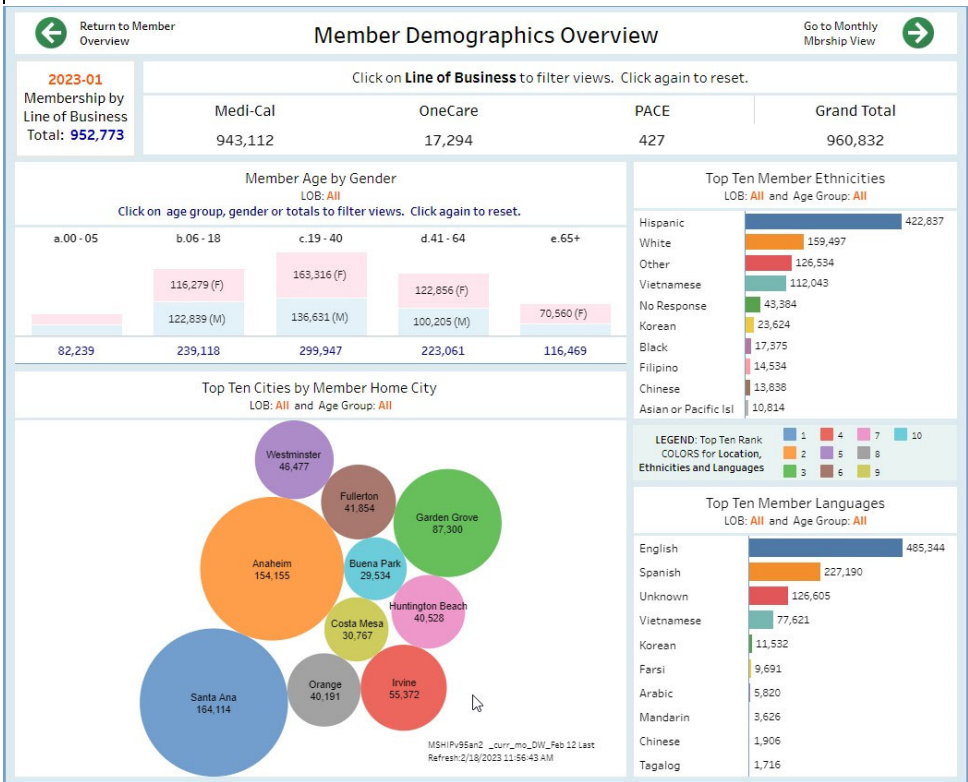 Return to Member
Overview
Member Demographics Overview
Go to Monthly
Mbrship View
2023-01
Membership by
Line of Business
Total: 952,773
Click on Line of Business to filter views. Click again to reset.
Medi-Cal OneCare PACE Grand Total
943,112 17,294 427 960,832
Member Age by Gender
LOB: All
Click on age group, gender or totals to filter views. Click again to reset.
a.00 - 05 b.06 - 18 c.19 - 40 d.41 - 64 e.65+
116,279 (F) 163,316 (F) 122,856 (F) 70,560 (F)
122,839 (M) 136,631 (M) 100,205 (M)
82,239 239,118 299,947 223,061 116,469
Top Ten Cities by Member Home City
LOB: All and Age Group: All
Westminster
46,477
Fullerton
41,854
Garden Grove
87,300
Anaheim
154,155
Buena Park
29,534
Huntington Beach
40,528
Costa Mesa
30,767
Santa Ana
164,114
Orange
40,191
Irvine
55,372
MSHIPv95an2 _curr_mo_DW_Feb 12 Last
Refresh:2/18/2023 11:56:43 AM
Top Ten Member Ethnicities
LOB: All and Age Group: All
Hispanic 422,837
White 159,497
Other 126,534
Vietnamese 112,043
No Response 43,384
Korean 23,624
Black 17,375
Filipino 14,534
Chinese 13,838
Asian or Pacific Isl 10,814
LEGEND: Top Ten Rank
COLORS for Location,
Ethnicities and Languages
1 4 7 10
2 5 8
3 6 9
Top Ten Member Languages
LOB: All and Age Group: All
English 485,344
Spanish 227,190
Unknown 126,605
Vietnamese 77,621
Korean 11,532
Farsi 9,691
Arabic 5,820
Mandarin 3,626
Chinese 1,906
Tagalog 1,716